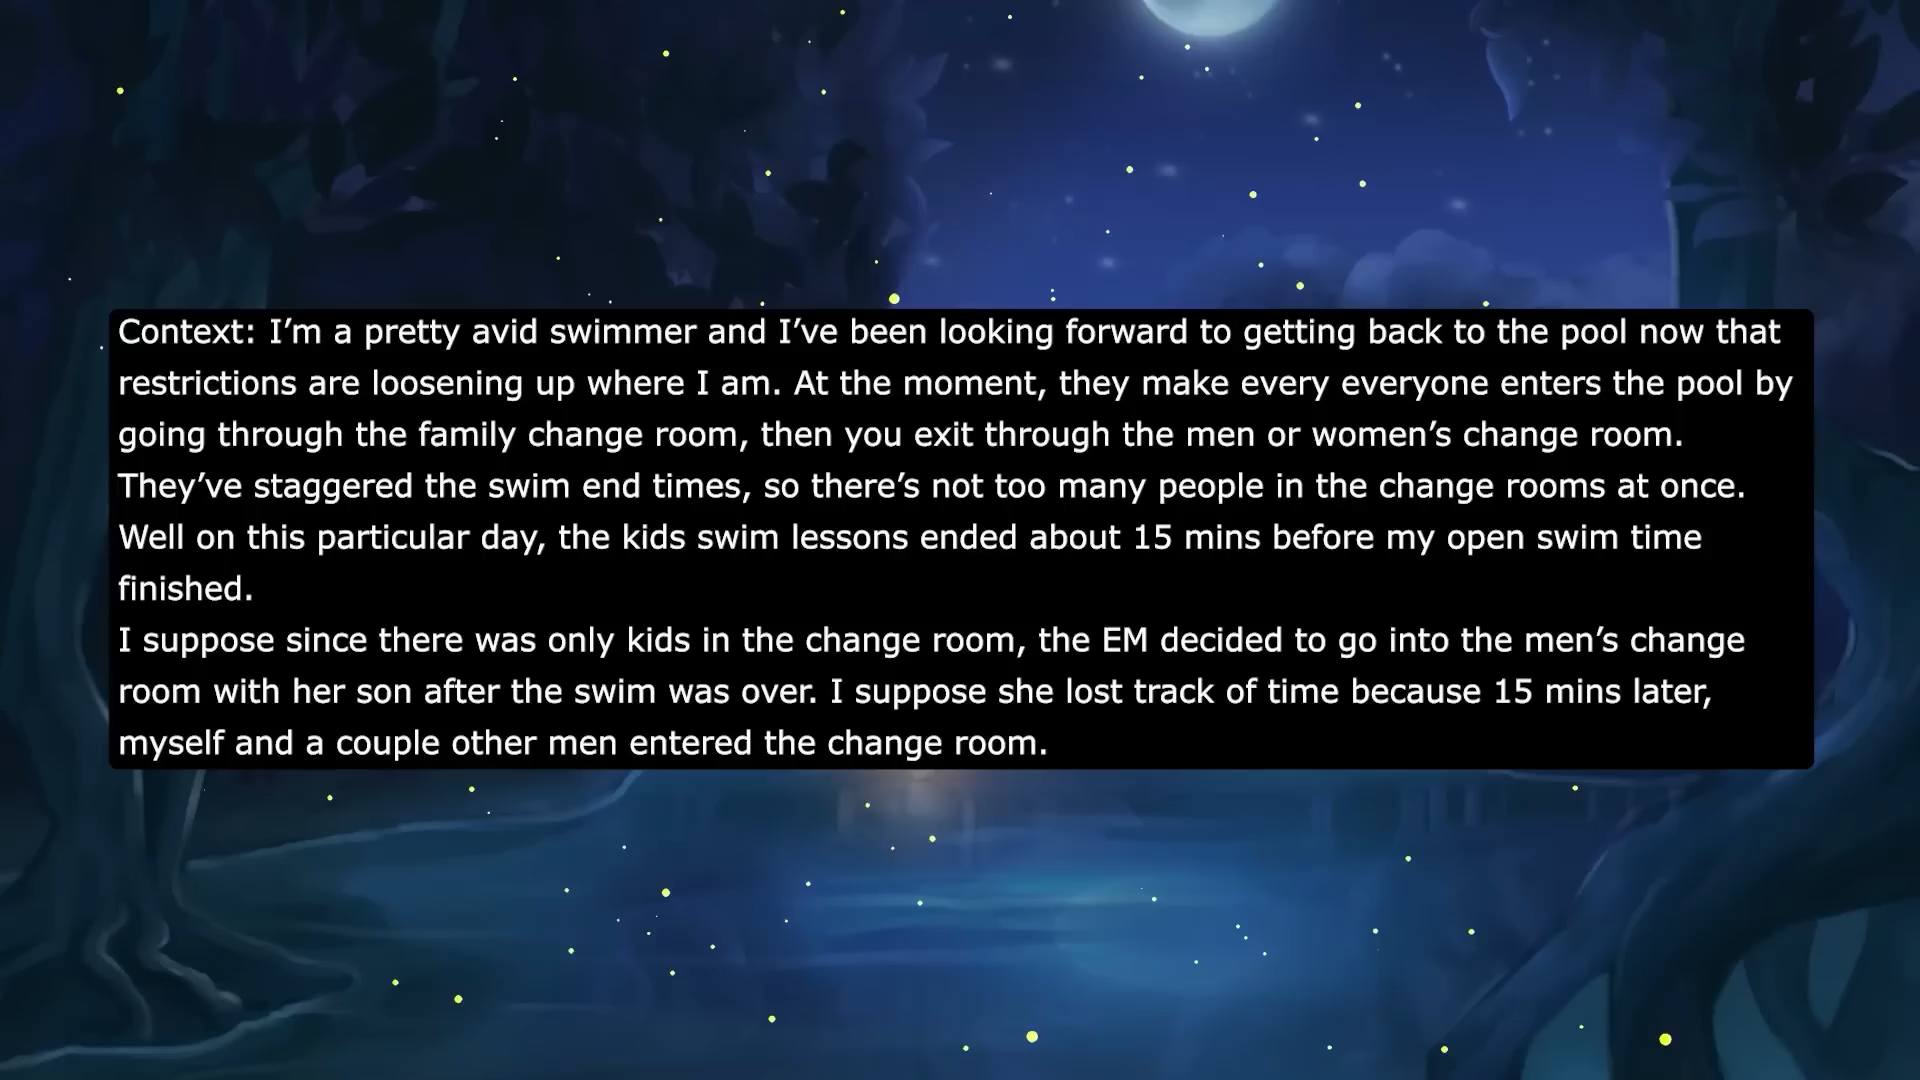 Context: I’m a pretty avid swimmer and I’ve been looking forward to getting back to the pool now that
restrictions are loosening up where I am. At the moment, they make every everyone enters the pool by
going through the family change room, then you exit through the men or women’s change room.
They’ve staggered the swim end times, so there’s not too many people in the change rooms at once.
Well on this particular day, the kids swim lessons ended about 15 mins before my open swim time
finished.
I suppose since there was only kids in the change room, the EM decided to go into the men’s change
room with her son after the swim was over. I suppose she lost track of time because 15 mins later,
myself and a couple other men entered the change room.